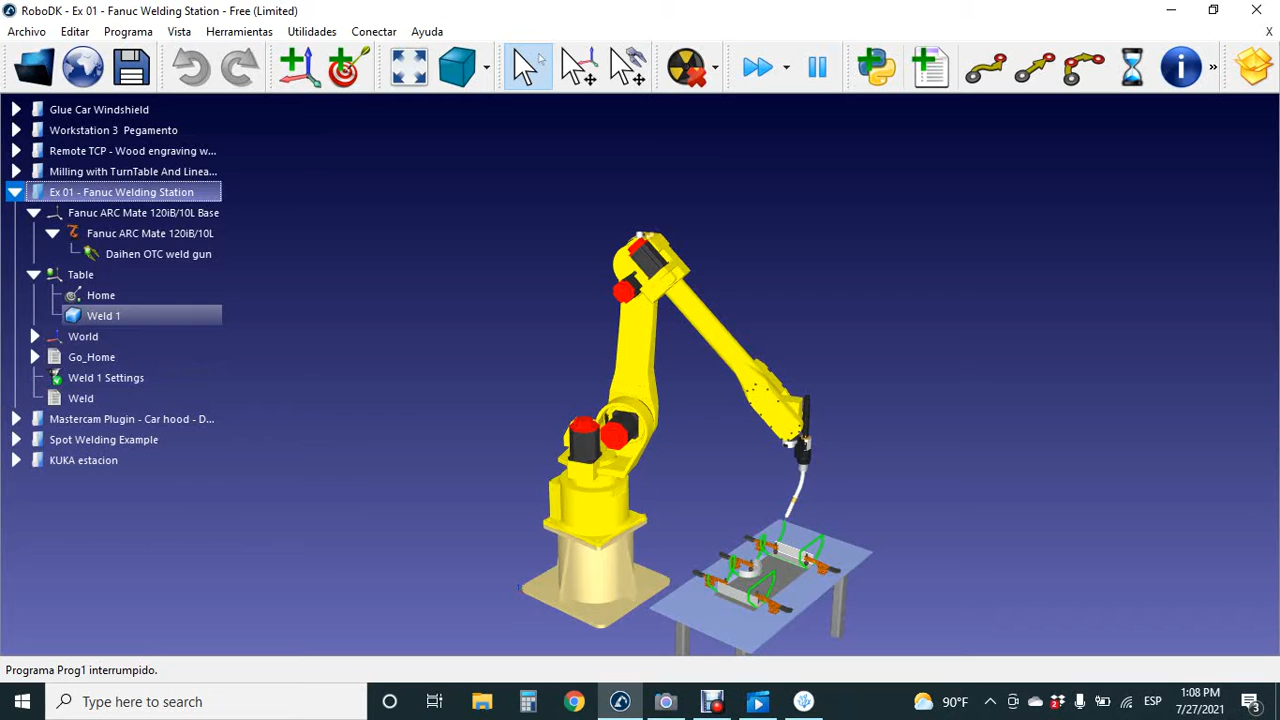 RoboDK - Ex 01 - Fanuc Welding Station - Free (Limited)
Archivo Editar Programa Vista Herramientas Utilidades Conectar Ayuda X
Glue Car Windshield
Workstation 3 Pegamento
Remote TCP - Wood engraving w...
Milling with TurnTable And Linea...
Ex 01 - Fanuc Welding Station
Fanuc ARC Mate 120iB/10L Base
Fanuc ARC Mate 120iB/10L
Daihen OTC weld gun
Table
Home
Weld 1
World
Go_Home
Weld 1 Settings
Weld
Mastercam Plugin - Car hood - D...
Spot Welding Example
KUKA estacion
Programa Prog1 interrumpido.
Type here to search
90°F
ESP
1:08 PM
7/27/2021
3